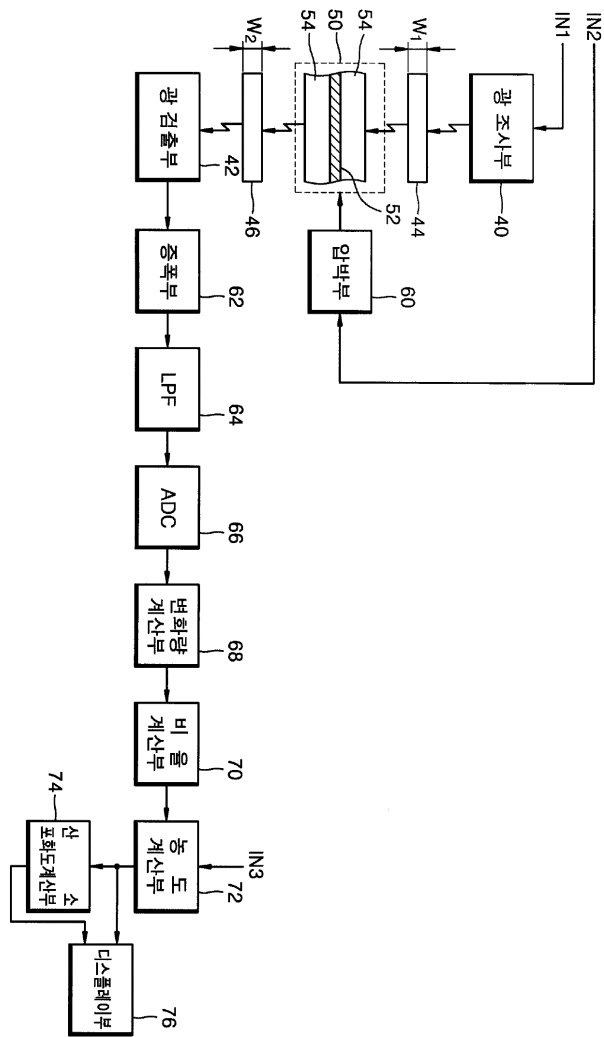 IN2
IN1
광 조사부
40
W1
44
54
50
54
52
압박부
60
W2
46
광 검출부
42
증폭부
62
LPF
64
ADC
66
변화량
계산부
68
비 율
계산부
70
농 도
계산부
72
IN3
산 소
포화도계산부
74
디스플레이부
76